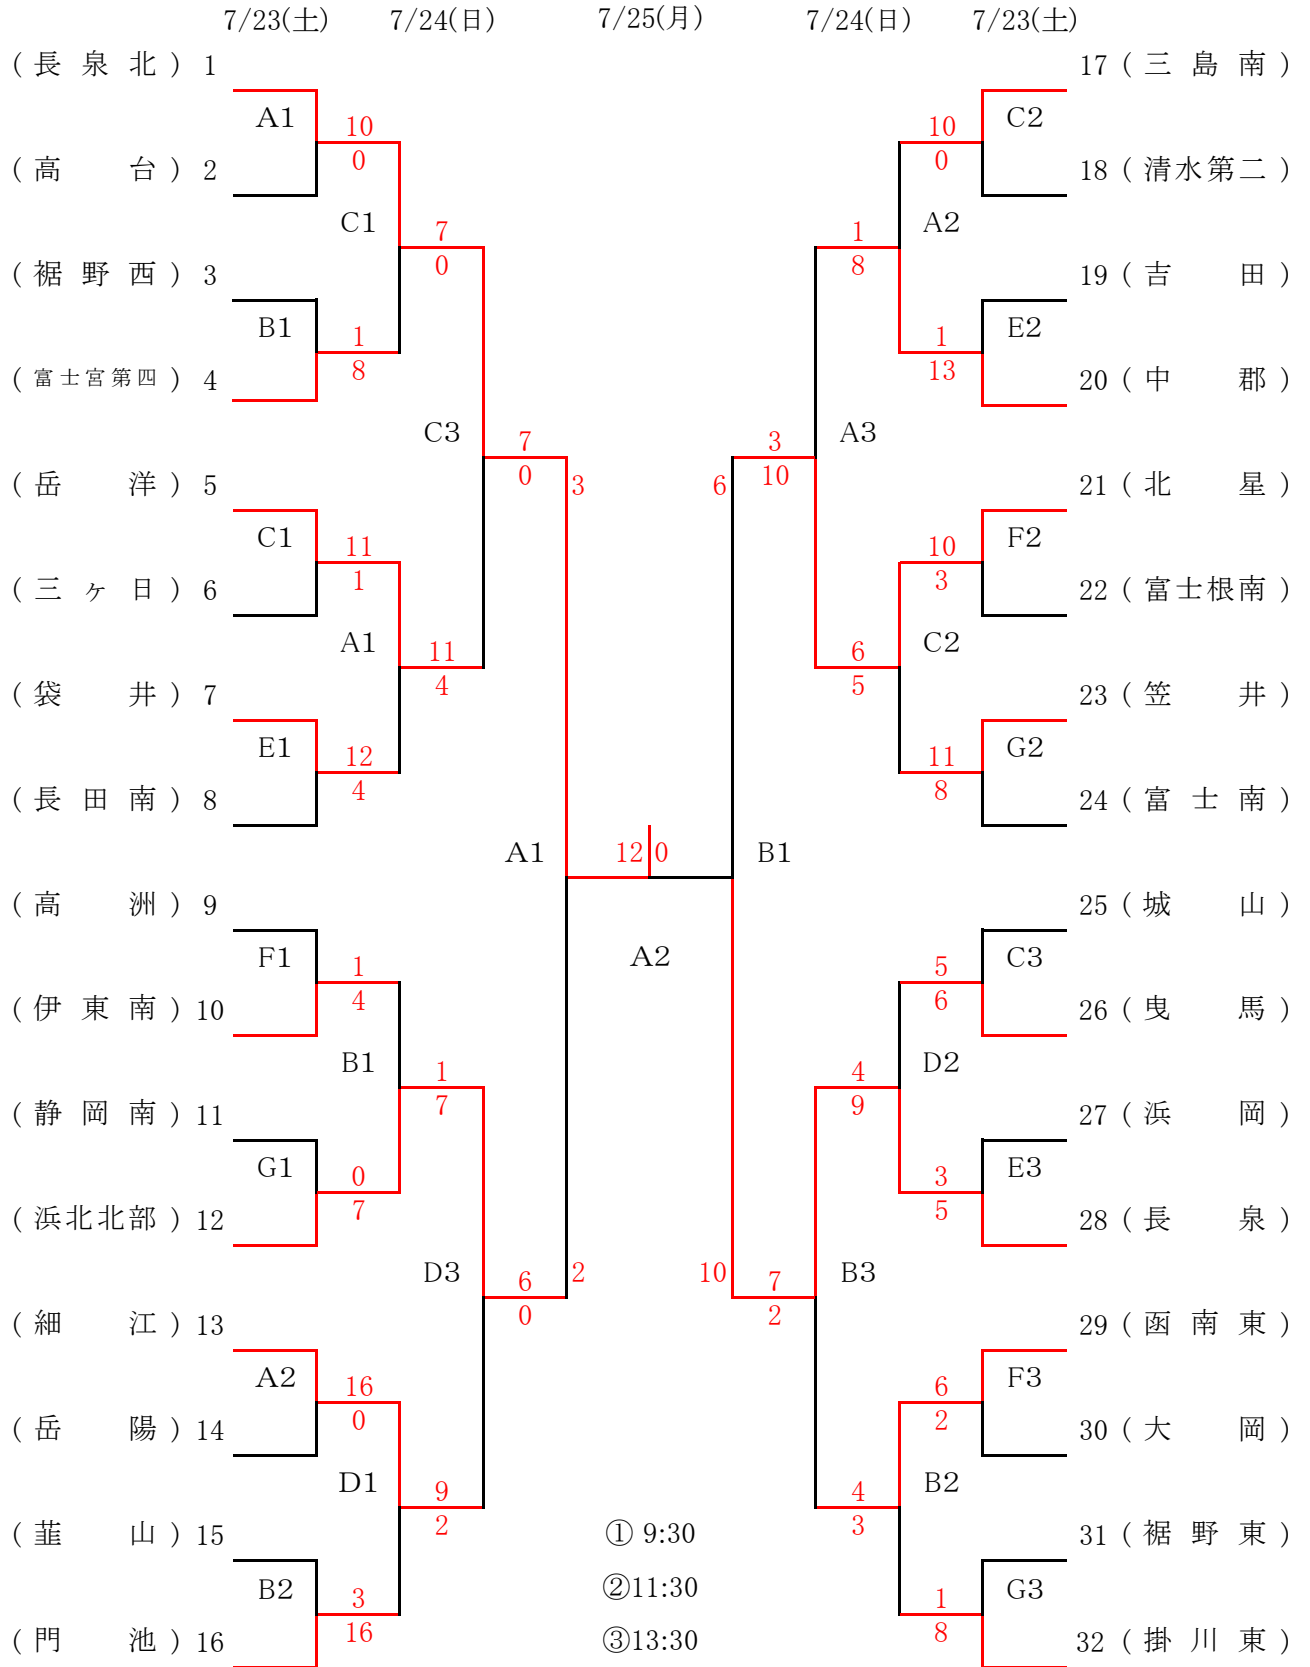 7/23(土) 7/24(日) 7/25(月) 7/24(日) 7/23(土)
(長泉北) 1 17 (三島南)
A1 10 10 C2
(高台) 2 0 0 18 (清水第二)
C1 7 1 A2
(裾野西) 3 0 8 19 (吉田)
B1 1 1 E2
(富士宮第四) 4 8 13 20 (中郡)
C3 7 3 A3
(岳洋) 5 0 3 6 10 21 (北星)
C1 11 10 F2
(三ヶ日) 6 1 3 22 (富士根南)
A1 11 6 C2
(袋井) 7 4 5 23 (笠井)
E1 12 11 G2
(長田南) 8 4 8 24 (富士南)
A1 12 0 B1
(高洲) 9 25 (城山)
F1 1 A2 5 C3
(伊東南) 10 4 6 26 (曳馬)
B1 1 4 D2
(静岡南) 11 7 9 27 (浜岡)
G1 0 3 E3
(浜北北部) 12 7 5 28 (長泉)
D3 6 2 10 7 B3
(細江) 13 0 2 29 (函南東)
A2 16 6 F3
(岳陽) 14 0 2 30 (大岡)
D1 9 4 B2
(韮山) 15 2 ① 9:30 3 31 (裾野東)
B2 3 ②11:30 1 G3
(門池) 16 16 ③13:30 8 32 (掛川東)